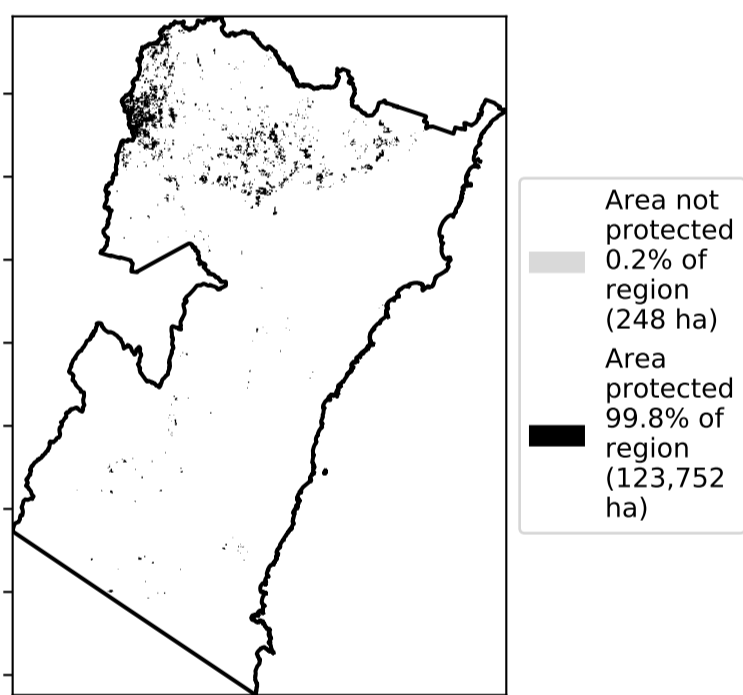 Area not
protected
0.2% of
region
(248 ha)
Area
protected
99.8% of
region
(123,752
ha)